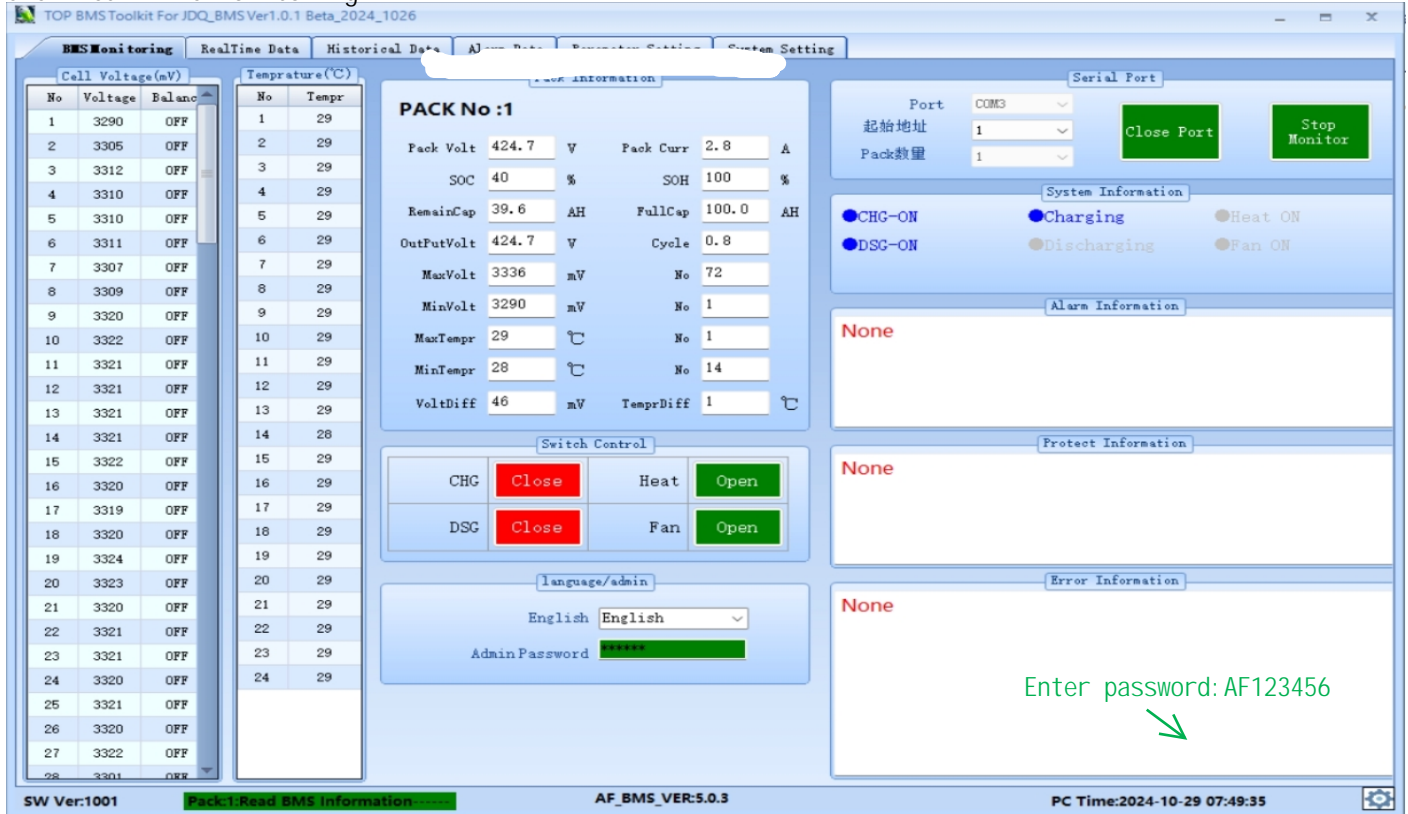 TOP BMS Toolkit For JDQ_BMS Ver1.0.1 Beta_2024_1026
BMS Monitoring RealTime Data Historical Data System Setting
Cell Voltage(mV)
No Voltage Balanc
1 3290 OFF
2 3305 OFF
3 3312 OFF
4 3310 OFF
5 3310 OFF
6 3311 OFF
7 3307 OFF
8 3309 OFF
9 3320 OFF
10 3322 OFF
11 3321 OFF
12 3321 OFF
13 3321 OFF
14 3321 OFF
15 3322 OFF
16 3320 OFF
17 3319 OFF
18 3320 OFF
19 3324 OFF
20 3323 OFF
21 3320 OFF
22 3321 OFF
23 3321 OFF
24 3320 OFF
25 3321 OFF
26 3320 OFF
27 3322 OFF
28 3301 OFF
Temprature(℃)
No Tempr
1 29
2 29
3 29
4 29
5 29
6 29
7 29
8 29
9 29
10 29
11 29
12 29
13 29
14 28
15 29
16 29
17 29
18 29
19 29
20 29
21 29
22 29
23 29
24 29
Information
PACK No :1
Pack Volt 424.7 V Pack Curr 2.8 A
SOC 40 % SOH 100 %
RemainCap 39.6 AH FullCap 100.0 AH
OutPutVolt 424.7 V Cycle 0.8
MaxVolt 3336 mV No 72
MinVolt 3290 mV No 1
MaxTempr 29 ℃ No 1
MinTempr 28 ℃ No 14
VoltDiff 46 mV TemprDiff 1 ℃
Switch Control
CHG Close Heat Open
DSG Close Fan Open
language/admin
English English
Admin Password ******
Serial Port
Port COM3
起始地址 1
Pack数量 1
Close Port
Stop
Monitor
System Information
CHG-ON Charging Heat ON
DSG-ON Discharging Fan ON
Alarm Information
None
Protect Information
None
Error Information
None
Enter password:AF123456
SW Ver:1001 Pack:1:Read BMS Information------ AF_BMS_VER:5.0.3 PC Time:2024-10-29 07:49:35